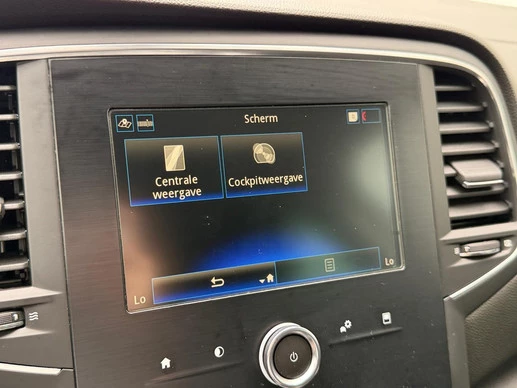 Scherm
Centrale
weergave
Cockpitweergave
Lo
Lo